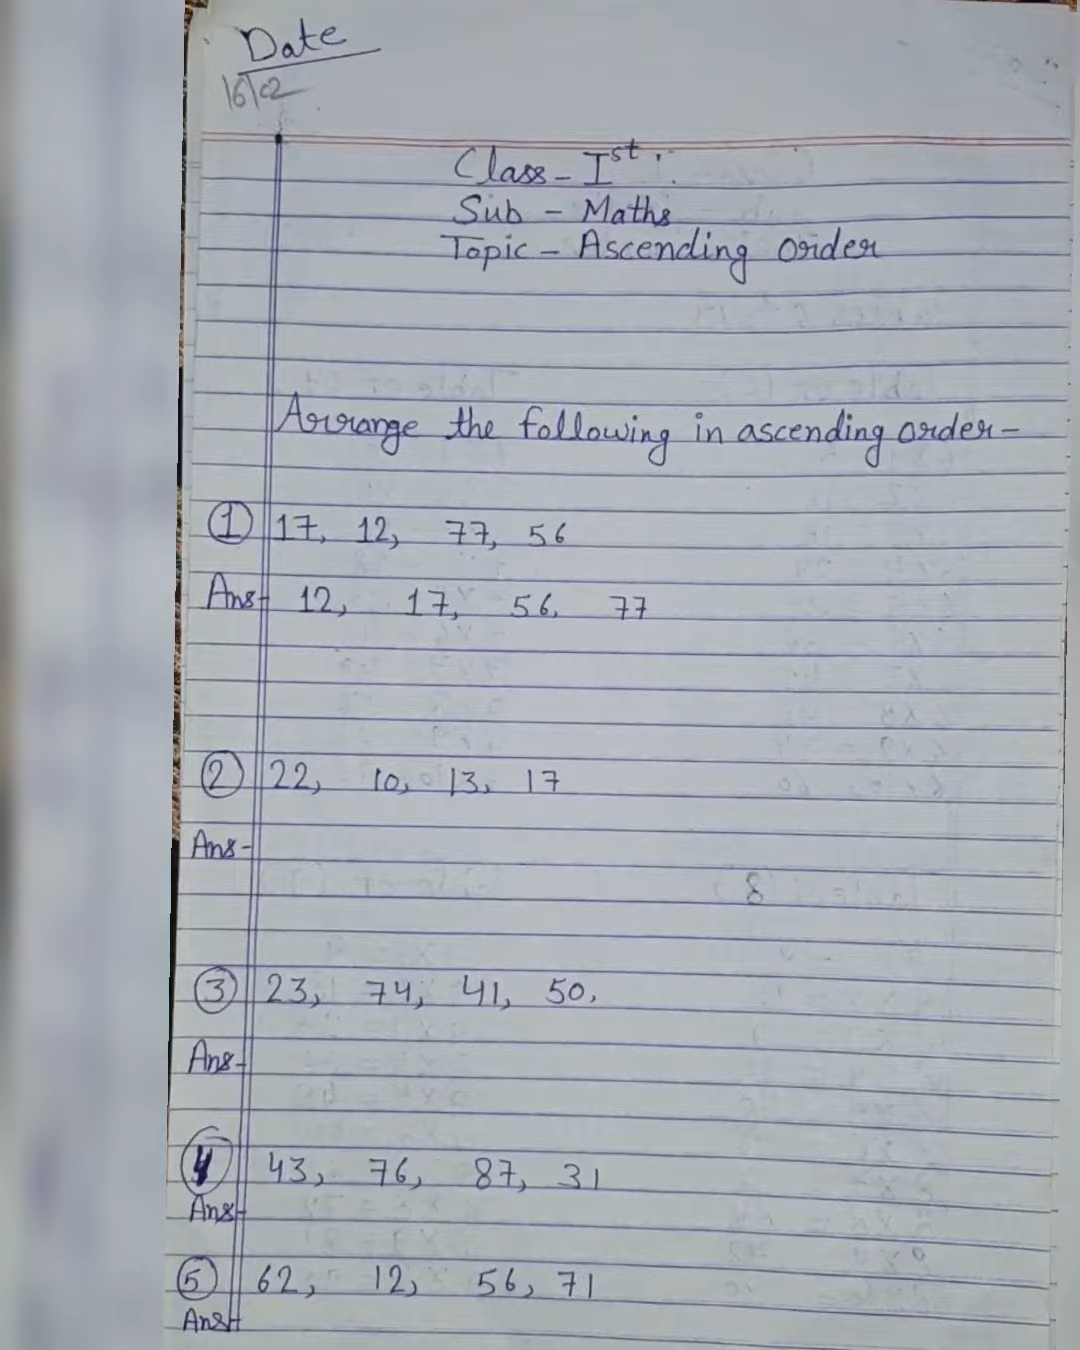 Date
16/02
Class - Ist.
Sub - Maths
Topic - Ascending order
Arrange the following in ascending order -
1 17, 12, 77, 56
Ans- 12, 17, 56, 77
2 22, 10, 13, 17
Ans-
8
3 23, 74, 41, 50,
Ans-
4 43, 76, 87, 31
Ans-
5 62, 12, 56, 71
Ans-